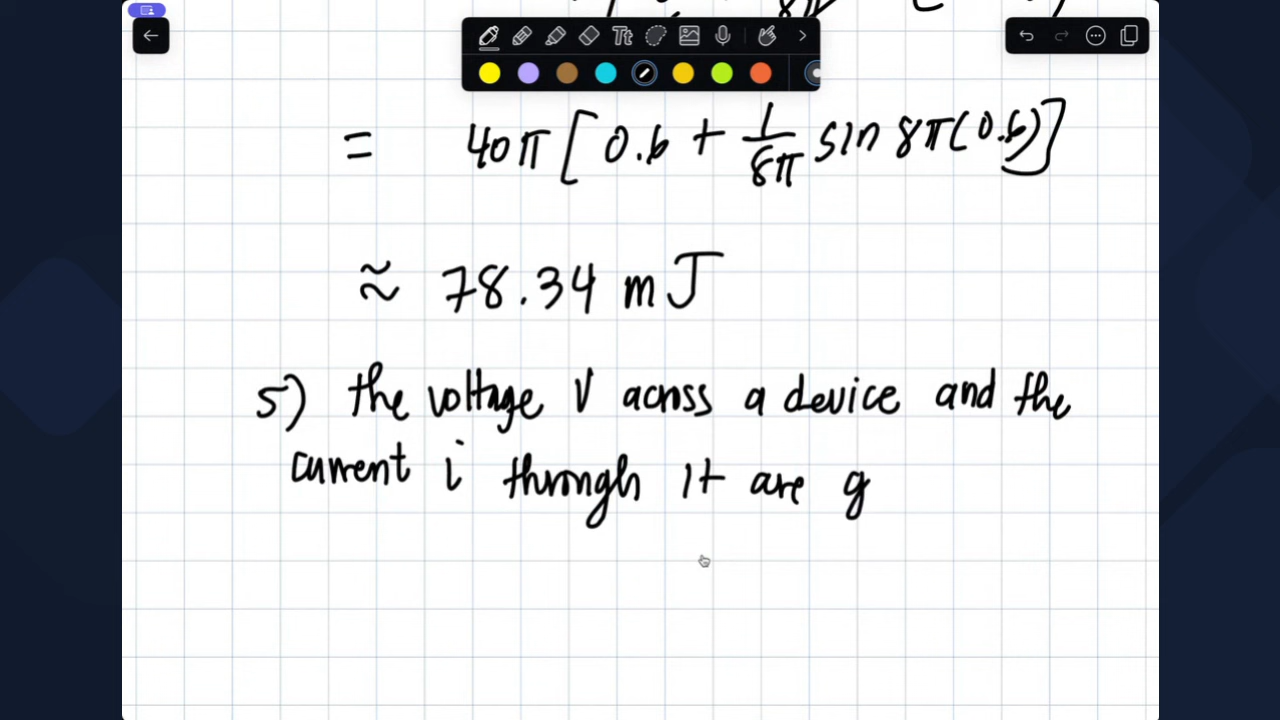 = 40π[0.6 + 1/8π sin 8π(0.6)]
≈ 78.34 mJ
5) the voltage V across a device and the
current i through it are g